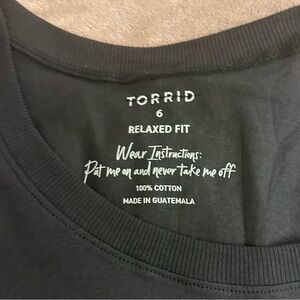 TORRID
6
RELAXED FIT
Wear Instructions:
Put me on and never take me off
100% COTTON
MADE IN GUATEMALA